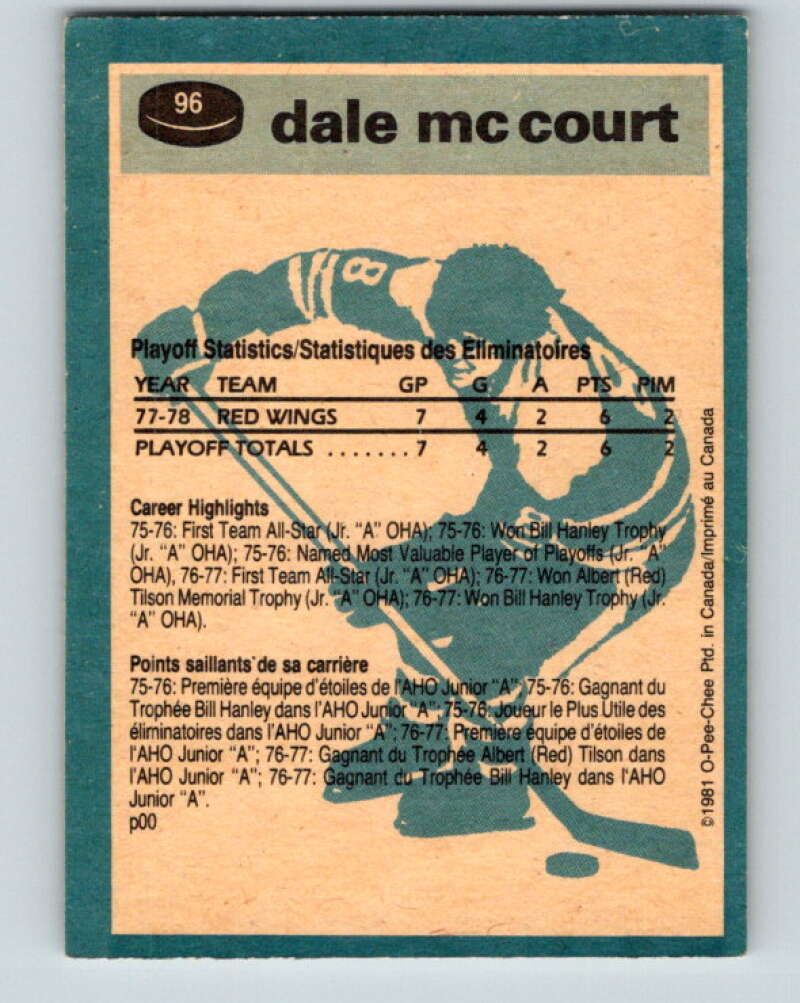 96
dale mc court
8
Playoff Statistics/Statistiques des Eliminatoires
YEAR TEAM GP G A PTS PIM
77-78 RED WINGS 7 4 2 6 2
PLAYOFF TOTALS . . . . . . . 7 4 2 6 2
Career Highlights
75-76: First Team All-Star (Jr. "A" OHA); 75-76: Won Bill Hanley Trophy
(Jr. "A" OHA); 75-76: Named Most Valuable Player of Playoffs (Jr. "A"
OHA), 76-77: First Team All-Star (Jr. "A" OHA); 76-77: Won Albert (Red)
Tilson Memorial Trophy (Jr. "A" OHA); 76-77: Won Bill Hanley Trophy (Jr.
"A" OHA).
Points saillants de sa carrière
75-76: Première équipe d'étoiles de l'AHO Junior "A"; 75-76: Gagnant du
Trophée Bill Hanley dans l'AHO Junior "A"; 75-76: Joueur le Plus Utile des
éliminatoires dans l'AHO Junior "A"; 76-77: Première équipe d'étoiles de
l'AHO Junior "A"; 76-77: Gagnant du Trophée Albert (Red) Tilson dans
l'AHO Junior "A"; 76-77: Gagnant du Trophée Bill Hanley dans l'AHO
Junior "A".
p00
©1981 O-Pee-Chee Ptd. in Canada/Imprimé au Canada